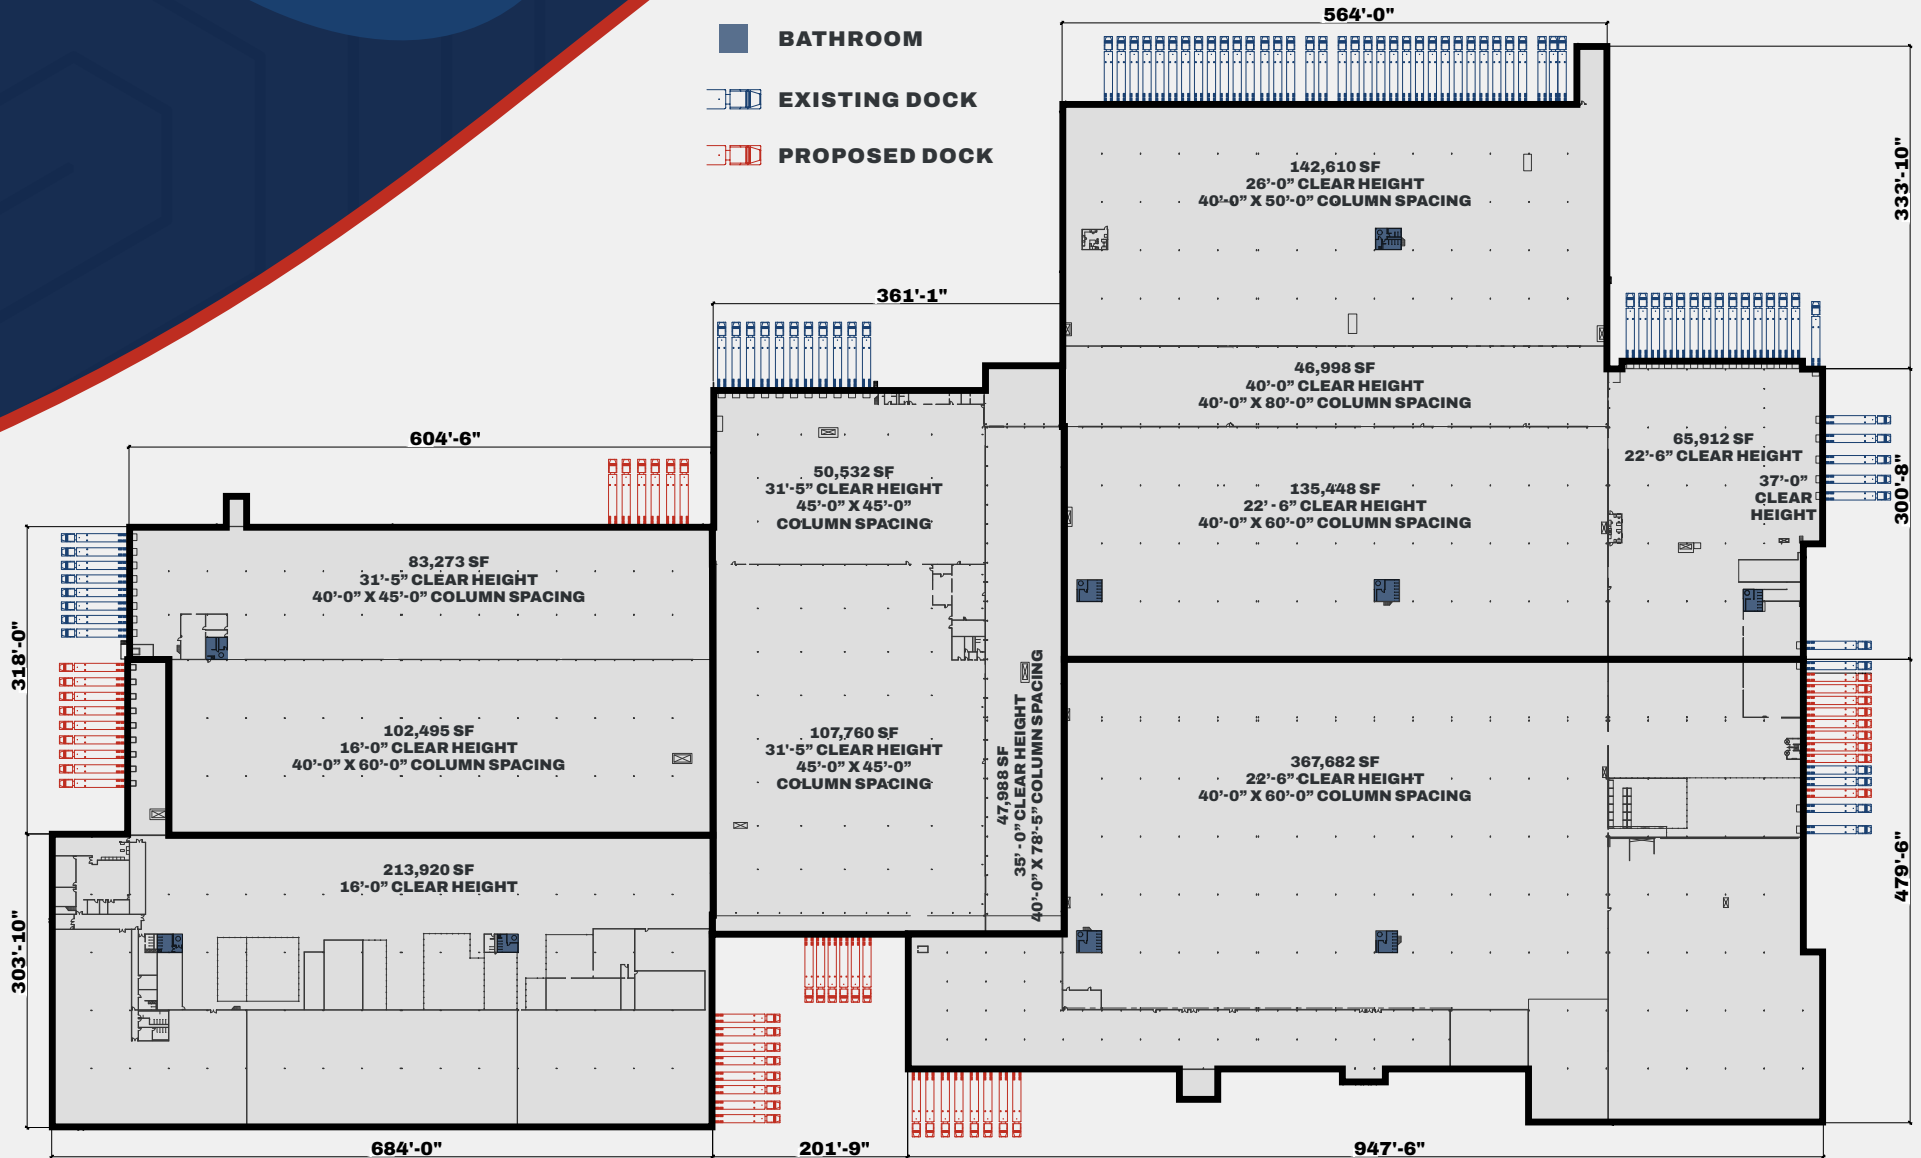 564'-0"
BATHROOM
EXISTING DOCK
PROPOSED DOCK
333'-10"
142,610 SF
26'-0" CLEAR HEIGHT
40'-0" X 50'-0" COLUMN SPACING
361'-1"
46,998 SF
40'-0" CLEAR HEIGHT
40'-0" X 80'-0" COLUMN SPACING
604'-6"
65,912 SF
22'-6" CLEAR HEIGHT
37'-0"
CLEAR
HEIGHT
300'-8"
50,532 SF
31'-5" CLEAR HEIGHT
45'-0" X 45'-0"
COLUMN SPACING
135,448 SF
22' -6" CLEAR HEIGHT
40'-0" X 60'-0" COLUMN SPACING
83,273 SF
31'-5" CLEAR HEIGHT
40'-0" X 45'-0" COLUMN SPACING
318'-0"
102,495 SF
16'-0" CLEAR HEIGHT
40'-0" X 60'-0" COLUMN SPACING
107,760 SF
31'-5" CLEAR HEIGHT
45'-0" X 45'-0"
COLUMN SPACING
47,988 SF
35' -0" CLEAR HEIGHT
40'-0" X 78'-5" COLUMN SPACING
367,682 SF
22'-6" CLEAR HEIGHT
40'-0" X 60'-0" COLUMN SPACING
479'-6"
213,920 SF
16'-0" CLEAR HEIGHT
303'-10"
684'-0"
201'-9"
947'-6"